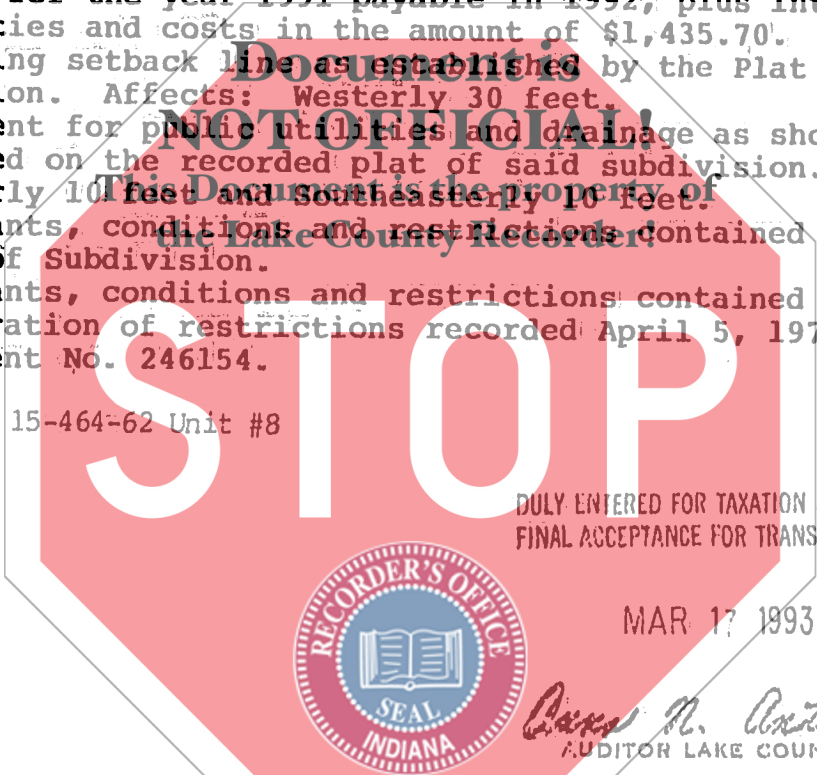 for the year 1991 payable in 1992, plus
cies and costs in the amount of $1,435.70.
ng setback line as established by the Plat
on. Affects: Westerly 30 feet.
ent for public utilities and drainage as sho
d on the recorded plat of said subdivision.
rly 10 feet and Southeasterly 10 feet.
nts, conditions and restrictions contained
f Subdivision.
nts, conditions and restrictions contained
ration of restrictions recorded April 5, 197
ent No. 246154.
Document is
NOT OFFICIAL!
This Document is the property of
the Lake County Recorder!
STOP
15-464-62 Unit #8
DULY ENTERED FOR TAXATION
FINAL ACCEPTANCE FOR TRANS
MAR 17 1993
RECORDER'S OFFICE
SEAL
INDIANA
AUDITOR LAKE COUN